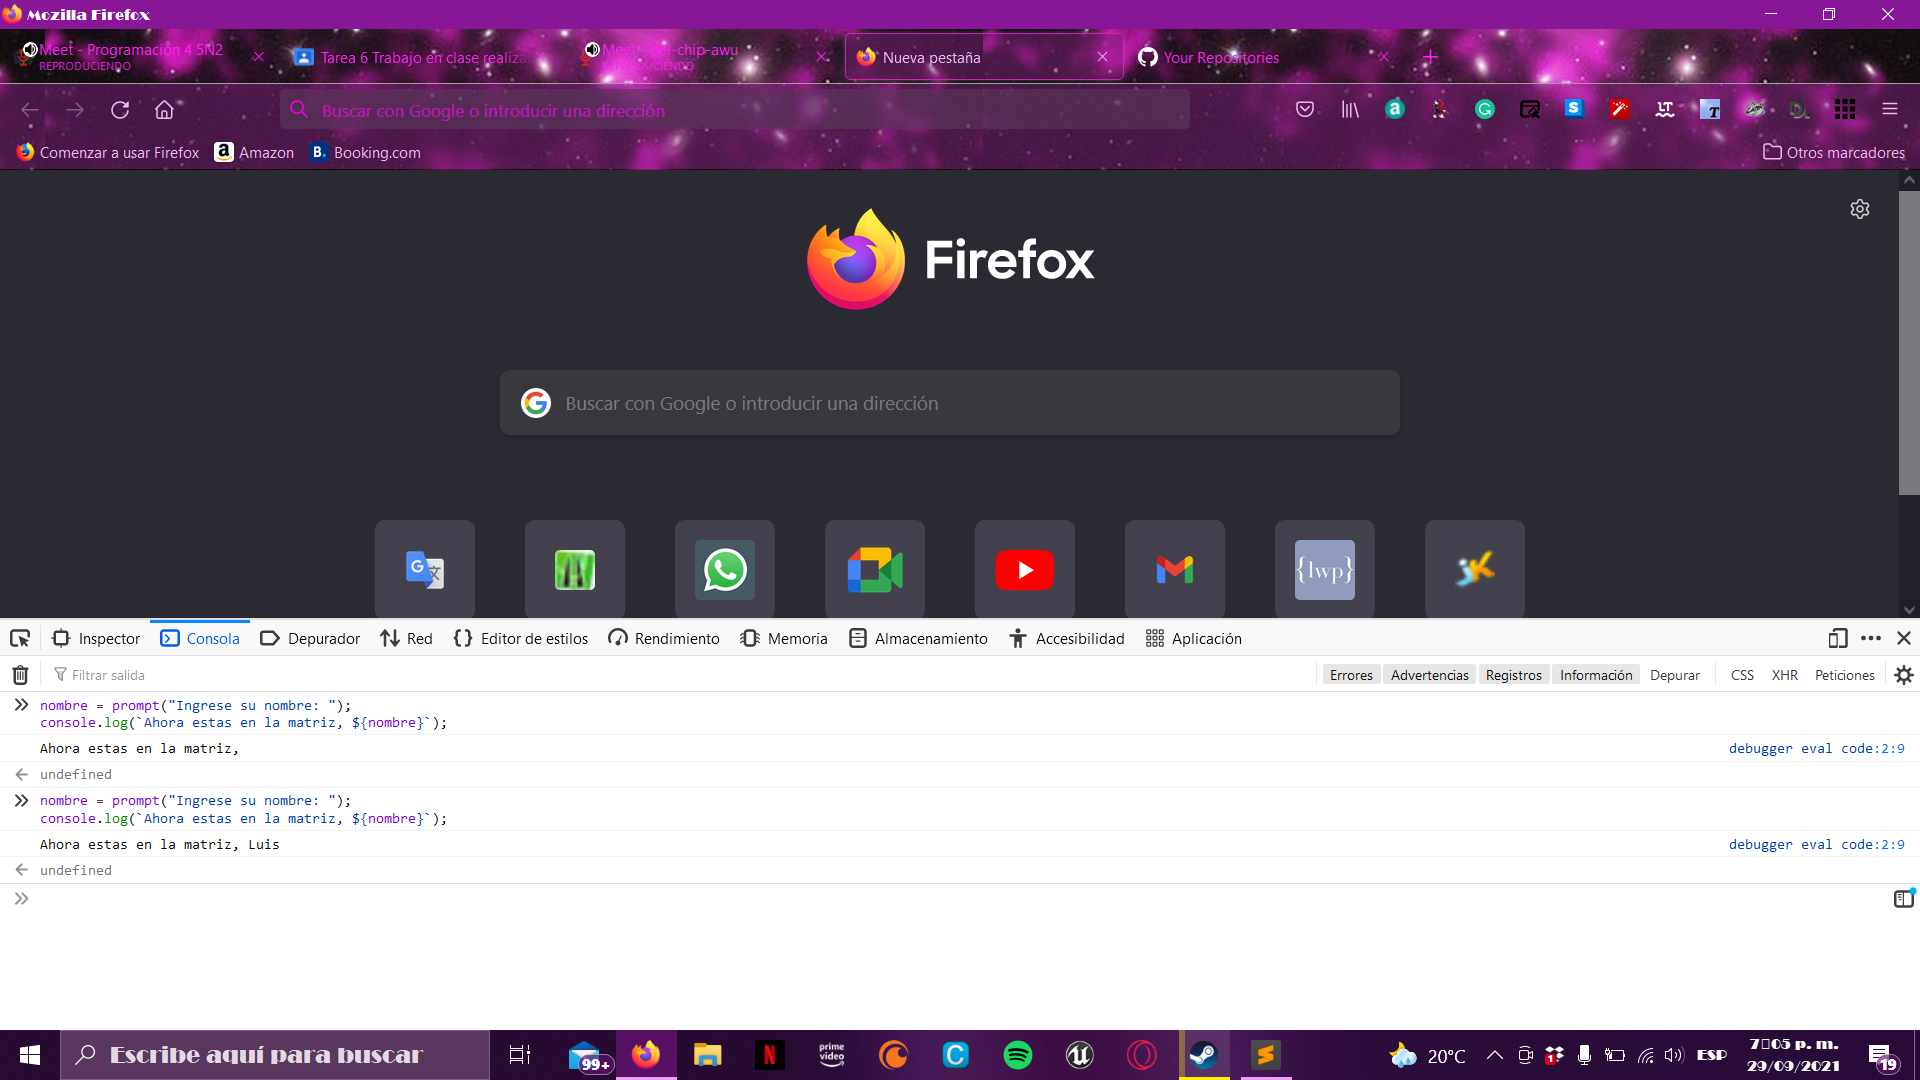 Mozilla Firefox
Meet - Programación 4 5N2
REPRODUCIENDO
Tarea 6 Trabajo en clase realiza
Meet
-chip-awu
REPRODUCIENDO
Nueva pestaña
Your Repositories
Buscar con Google o introducir una dirección
Comenzar a usar Firefox
Amazon
Booking.com
Otros marcadores
Firefox
Buscar con Google o introducir una dirección
{lwp}
Inspector
Consola
Depurador
Red
Editor de estilos
Rendimiento
Memoria
Almacenamiento
Accesibilidad
Aplicación
Filtrar salida
Errores
Advertencias
Registros
Información
Depurar
CSS
XHR
Peticiones
nombre = prompt("Ingrese su nombre: ");
console.log(`Ahora estas en la matriz, ${nombre}`);
Ahora estas en la matriz,
debugger eval code:2:9
undefined
nombre = prompt("Ingrese su nombre: ");
console.log(`Ahora estas en la matriz, ${nombre}`);
Ahora estas en la matriz, Luis
debugger eval code:2:9
undefined
Escribe aquí para buscar
99+
prime video
20°C
1
ESP
7:05 p. m.
29/09/2021
19